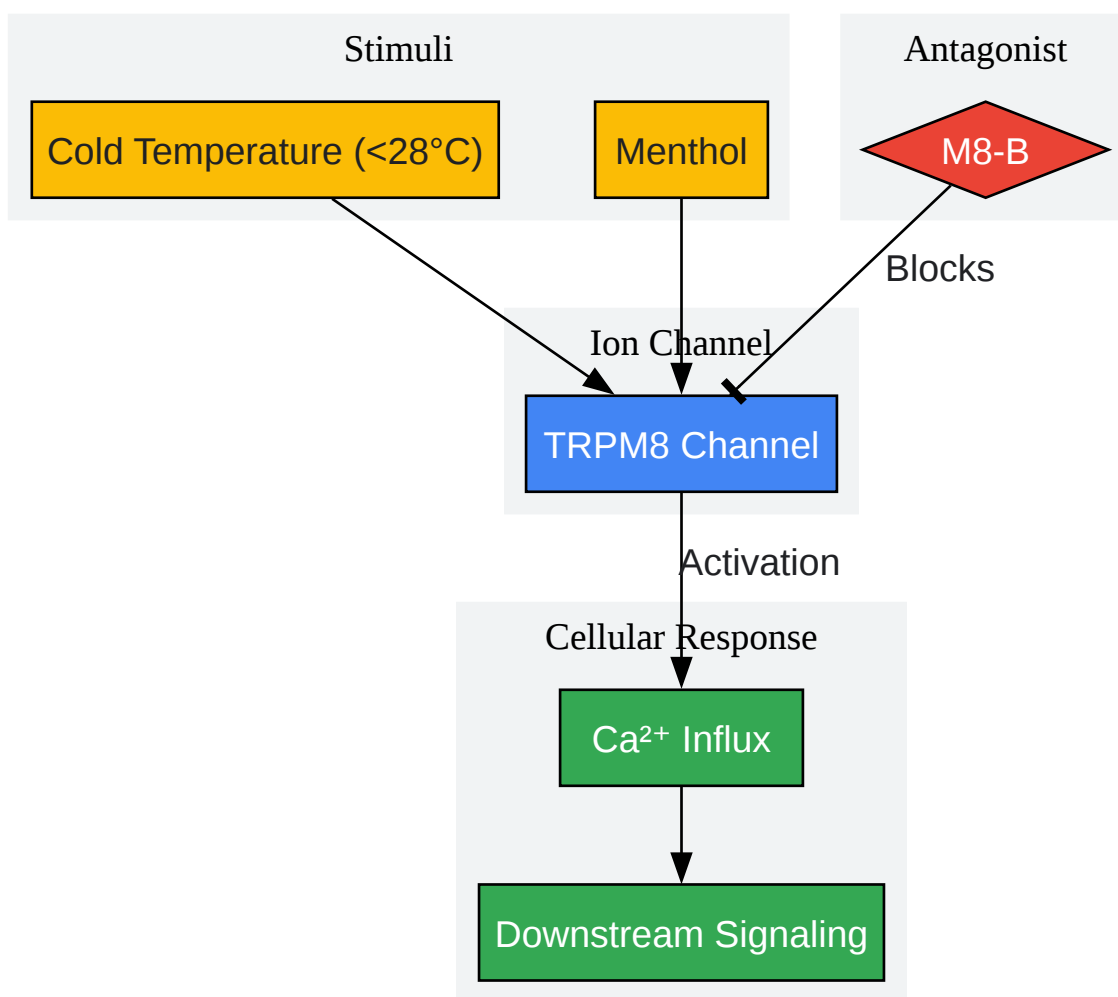 Stimuli
Antagonist
Cold Temperature (<28°C)
Menthol
M8-B
Blocks
Ion Channel
TRPM8 Channel
Activation
Cellular Response
Ca²⁺ Influx
Downstream Signaling